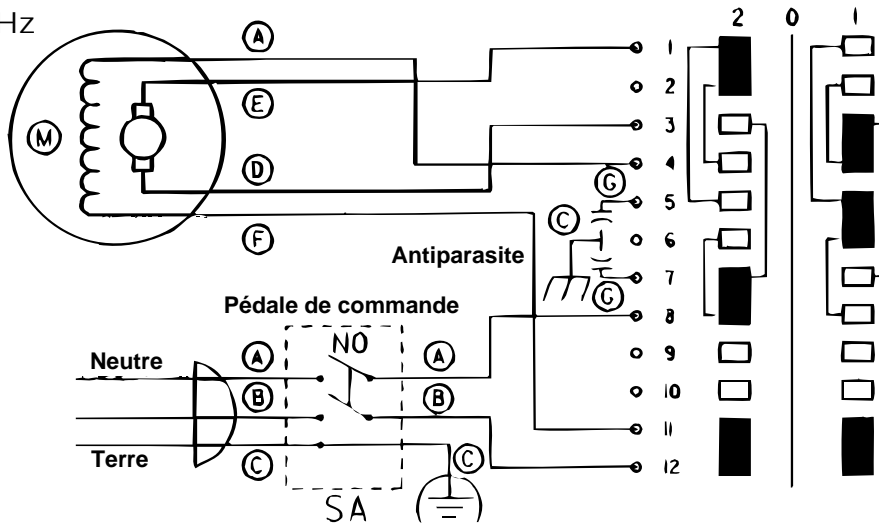 Hz
2 0 1
A
E
M
D
F
1
2
3
4
5
6
7
8
9
10
11
12
G
C
G
Antiparasite
Pédale de commande
NO
Neutre
A
A
B
B
Terre
C
C
SA